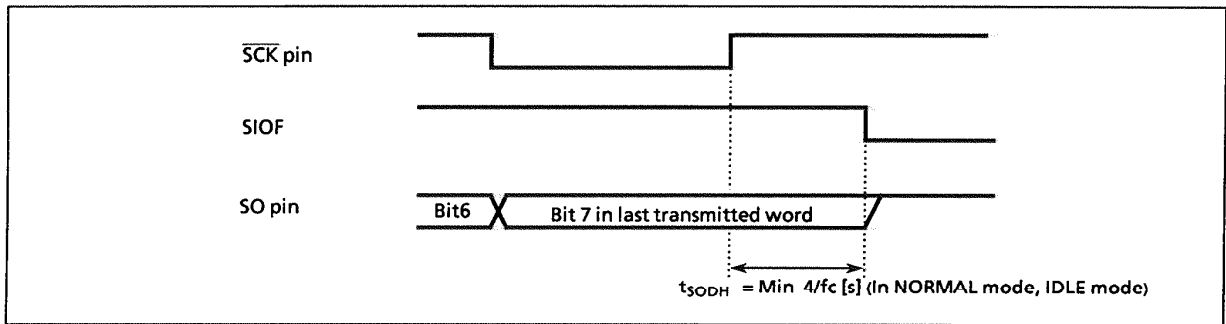 SCK pin
SIOF
SO pin
Bit6
Bit 7 in last transmitted word
tSODH = Min 4/fc [s] (In NORMAL mode, IDLE mode)